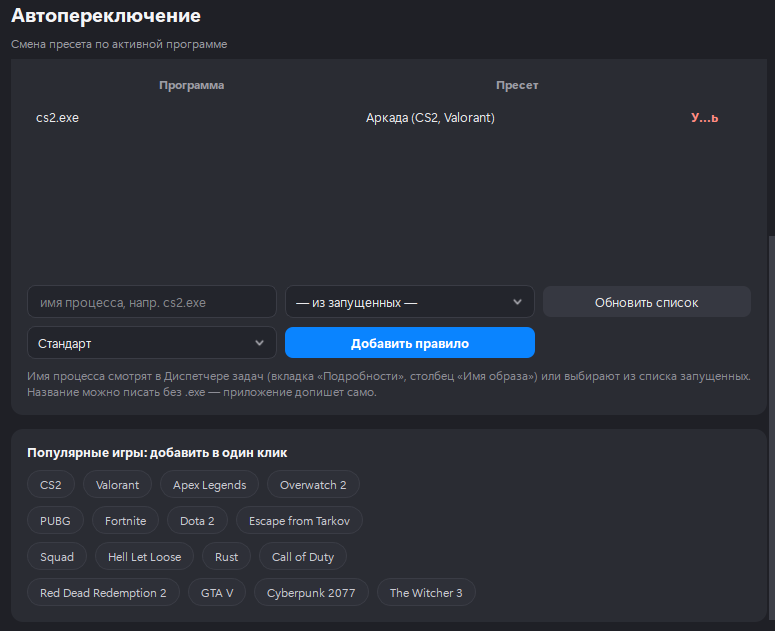 Автопереключение
Смена пресета по активной программе
Программа Пресет
cs2.exe Аркада (CS2, Valorant) У...ь
имя процесса, напр. cs2.exe — из запущенных — Обновить список
Стандарт Добавить правило
Имя процесса смотрят в Диспетчере задач (вкладка «Подробности», столбец «Имя образа») или выбирают из списка запущенных.
Название можно писать без .exe — приложение допишет само.
Популярные игры: добавить в один клик
CS2 Valorant Apex Legends Overwatch 2
PUBG Fortnite Dota 2 Escape from Tarkov
Squad Hell Let Loose Rust Call of Duty
Red Dead Redemption 2 GTA V Cyberpunk 2077 The Witcher 3